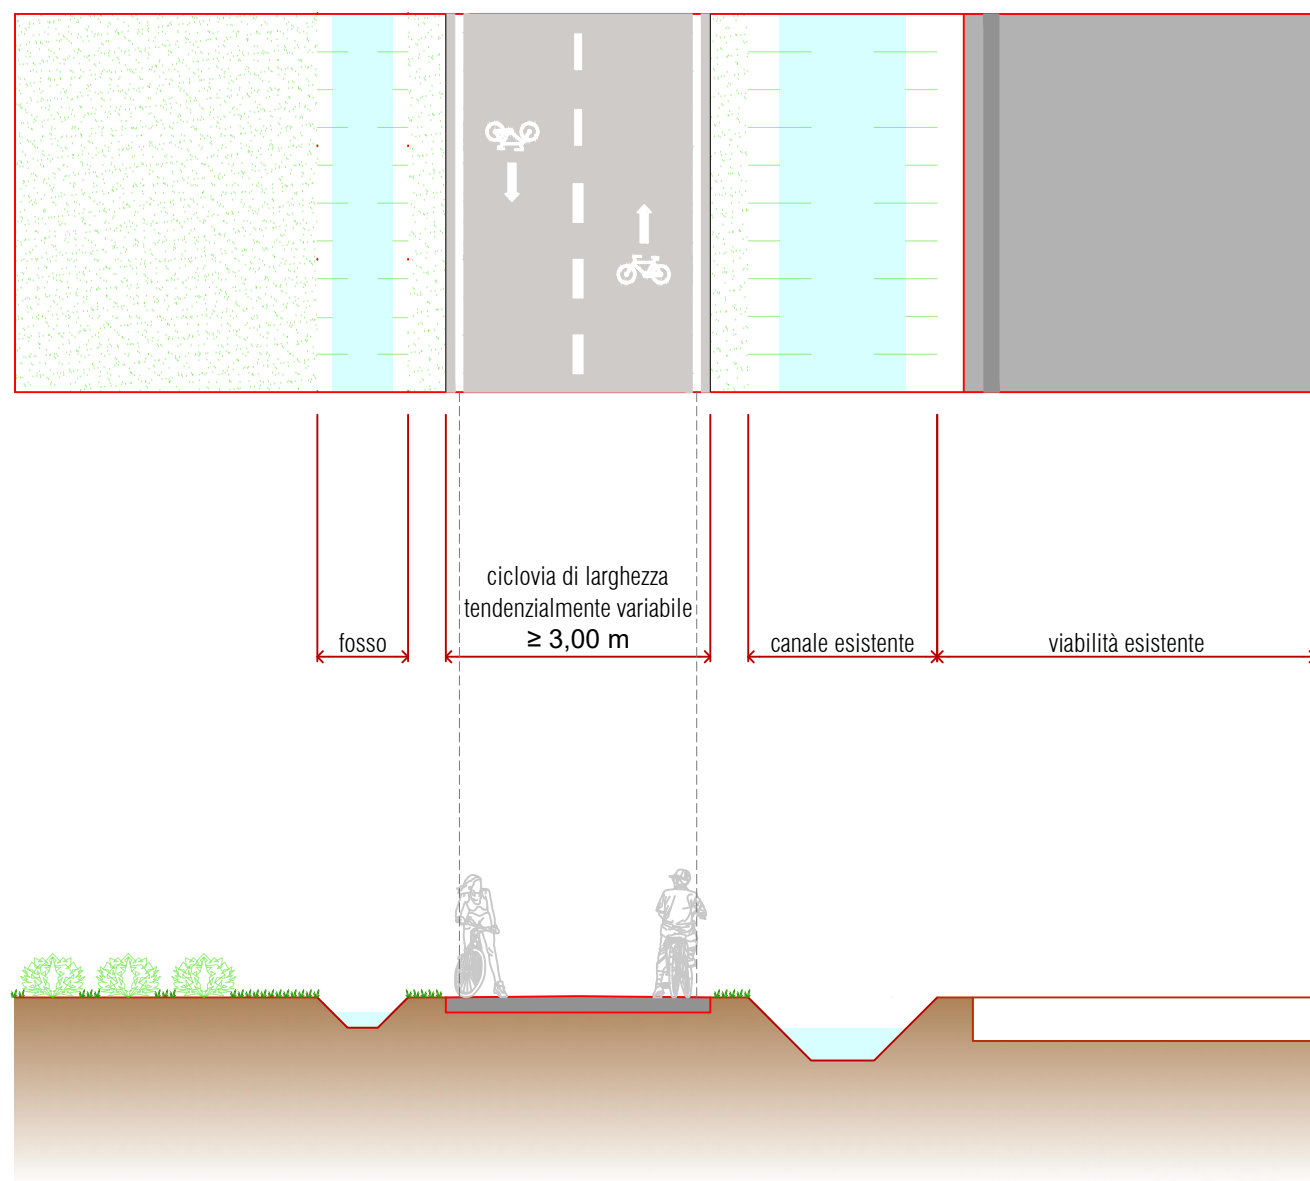 ciclovia di larghezza
tendenzialmente variabile
≥ 3,00 m
fosso
canale esistente
viabilità esistente